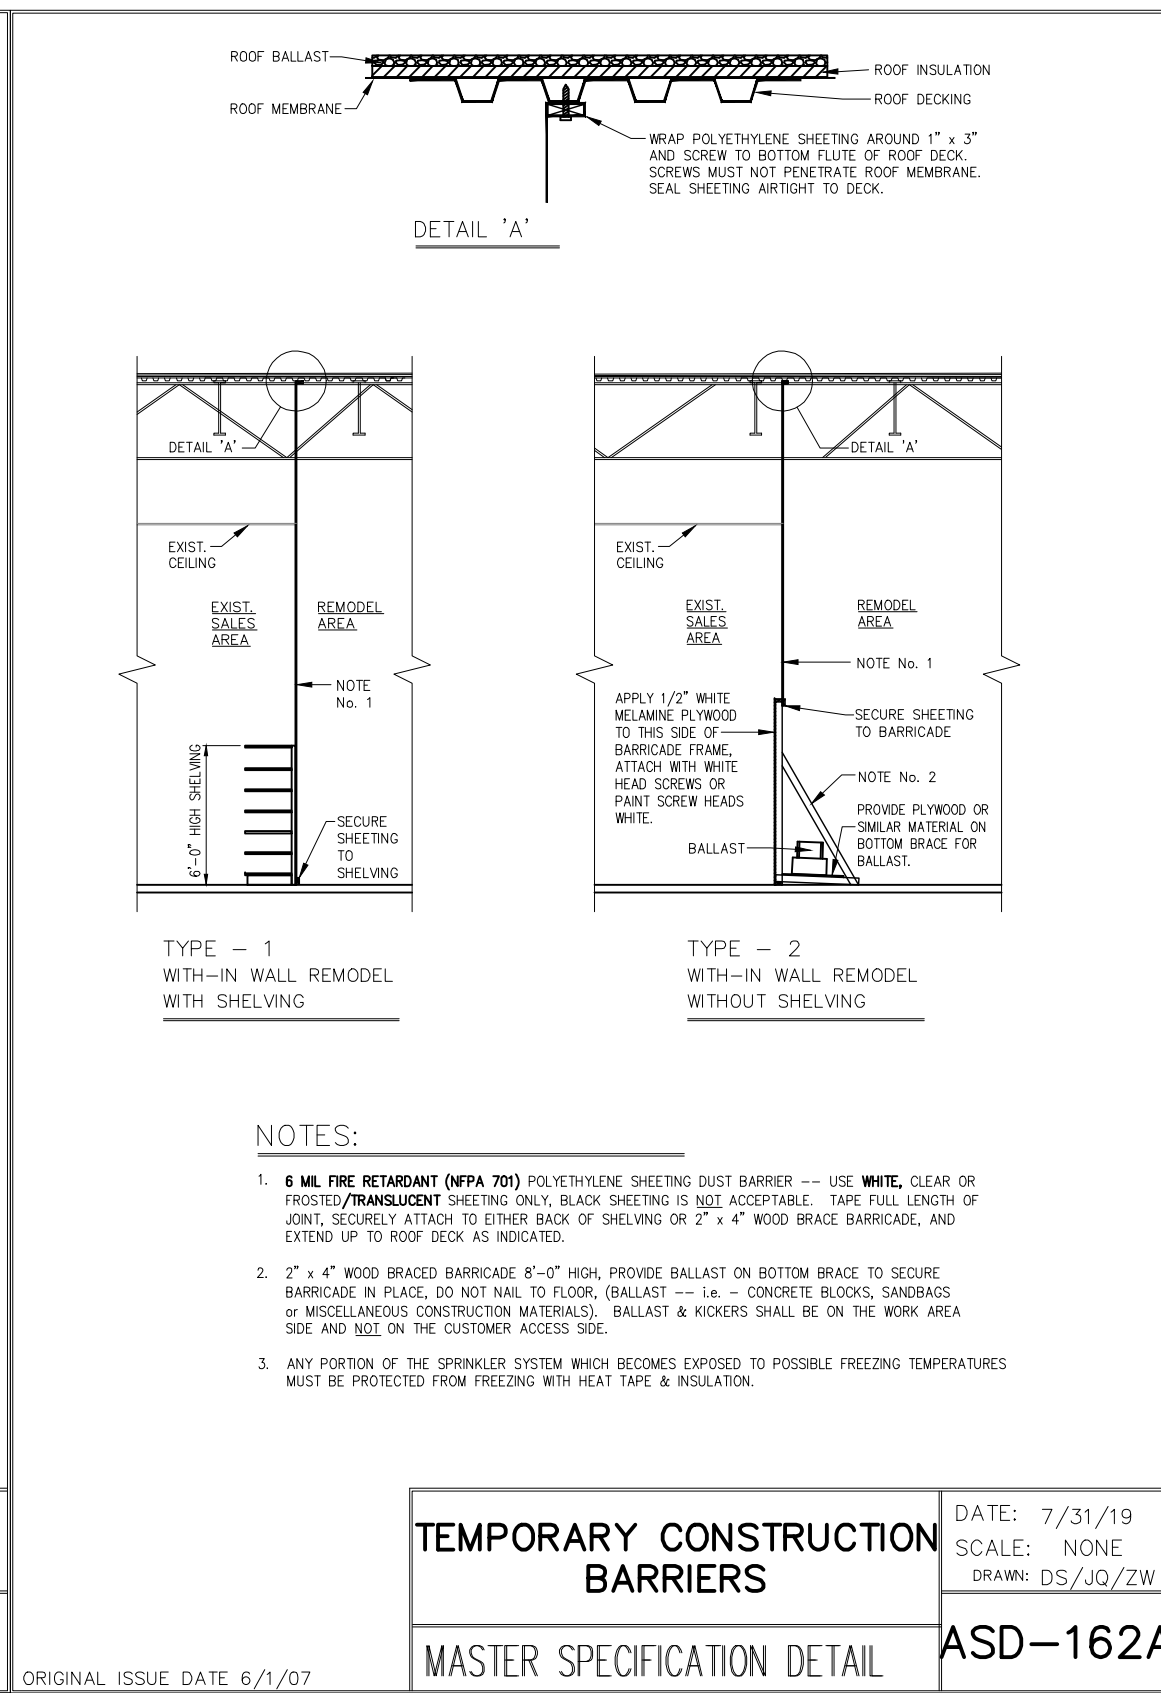 ROOF BALLAST
ROOF INSULATION
ROOF DECKING
ROOF MEMBRANE
WRAP POLYETHYLENE SHEETING AROUND 1" x 3"
AND SCREW TO BOTTOM FLUTE OF ROOF DECK.
SCREWS MUST NOT PENETRATE ROOF MEMBRANE.
SEAL SHEETING AIRTIGHT TO DECK.
DETAIL 'A'
DETAIL 'A'
EXIST.
CEILING
EXIST.
SALES
AREA
REMODEL
AREA
NOTE
No. 1
6'-0" HIGH SHELVING
SECURE
SHEETING
TO
SHELVING
TYPE - 1
WITH-IN WALL REMODEL
WITH SHELVING
DETAIL 'A'
EXIST.
CEILING
EXIST.
SALES
AREA
REMODEL
AREA
NOTE No. 1
APPLY 1/2" WHITE
MELAMINE PLYWOOD
TO THIS SIDE OF
BARRICADE FRAME,
ATTACH WITH WHITE
HEAD SCREWS OR
PAINT SCREW HEADS
WHITE.
SECURE SHEETING
TO BARRICADE
NOTE No. 2
PROVIDE PLYWOOD OR
SIMILAR MATERIAL ON
BOTTOM BRACE FOR
BALLAST.
BALLAST
TYPE - 2
WITH-IN WALL REMODEL
WITHOUT SHELVING
NOTES:
1. 6 MIL FIRE RETARDANT (NFPA 701) POLYETHYLENE SHEETING DUST BARRIER -- USE WHITE, CLEAR OR
FROSTED/TRANSLUCENT SHEETING ONLY, BLACK SHEETING IS NOT ACCEPTABLE. TAPE FULL LENGTH OF
JOINT, SECURELY ATTACH TO EITHER BACK OF SHELVING OR 2" x 4" WOOD BRACE BARRICADE, AND
EXTEND UP TO ROOF DECK AS INDICATED.
2. 2" x 4" WOOD BRACED BARRICADE 8'-0" HIGH, PROVIDE BALLAST ON BOTTOM BRACE TO SECURE
BARRICADE IN PLACE, DO NOT NAIL TO FLOOR, (BALLAST -- i.e. - CONCRETE BLOCKS, SANDBAGS
or MISCELLANEOUS CONSTRUCTION MATERIALS). BALLAST & KICKERS SHALL BE ON THE WORK AREA
SIDE AND NOT ON THE CUSTOMER ACCESS SIDE.
3. ANY PORTION OF THE SPRINKLER SYSTEM WHICH BECOMES EXPOSED TO POSSIBLE FREEZING TEMPERATURES
MUST BE PROTECTED FROM FREEZING WITH HEAT TAPE & INSULATION.
TEMPORARY CONSTRUCTION
BARRIERS
MASTER SPECIFICATION DETAIL
DATE: 7/31/19
SCALE: NONE
DRAWN: DS/JQ/ZW
ASD-162A
ORIGINAL ISSUE DATE 6/1/07